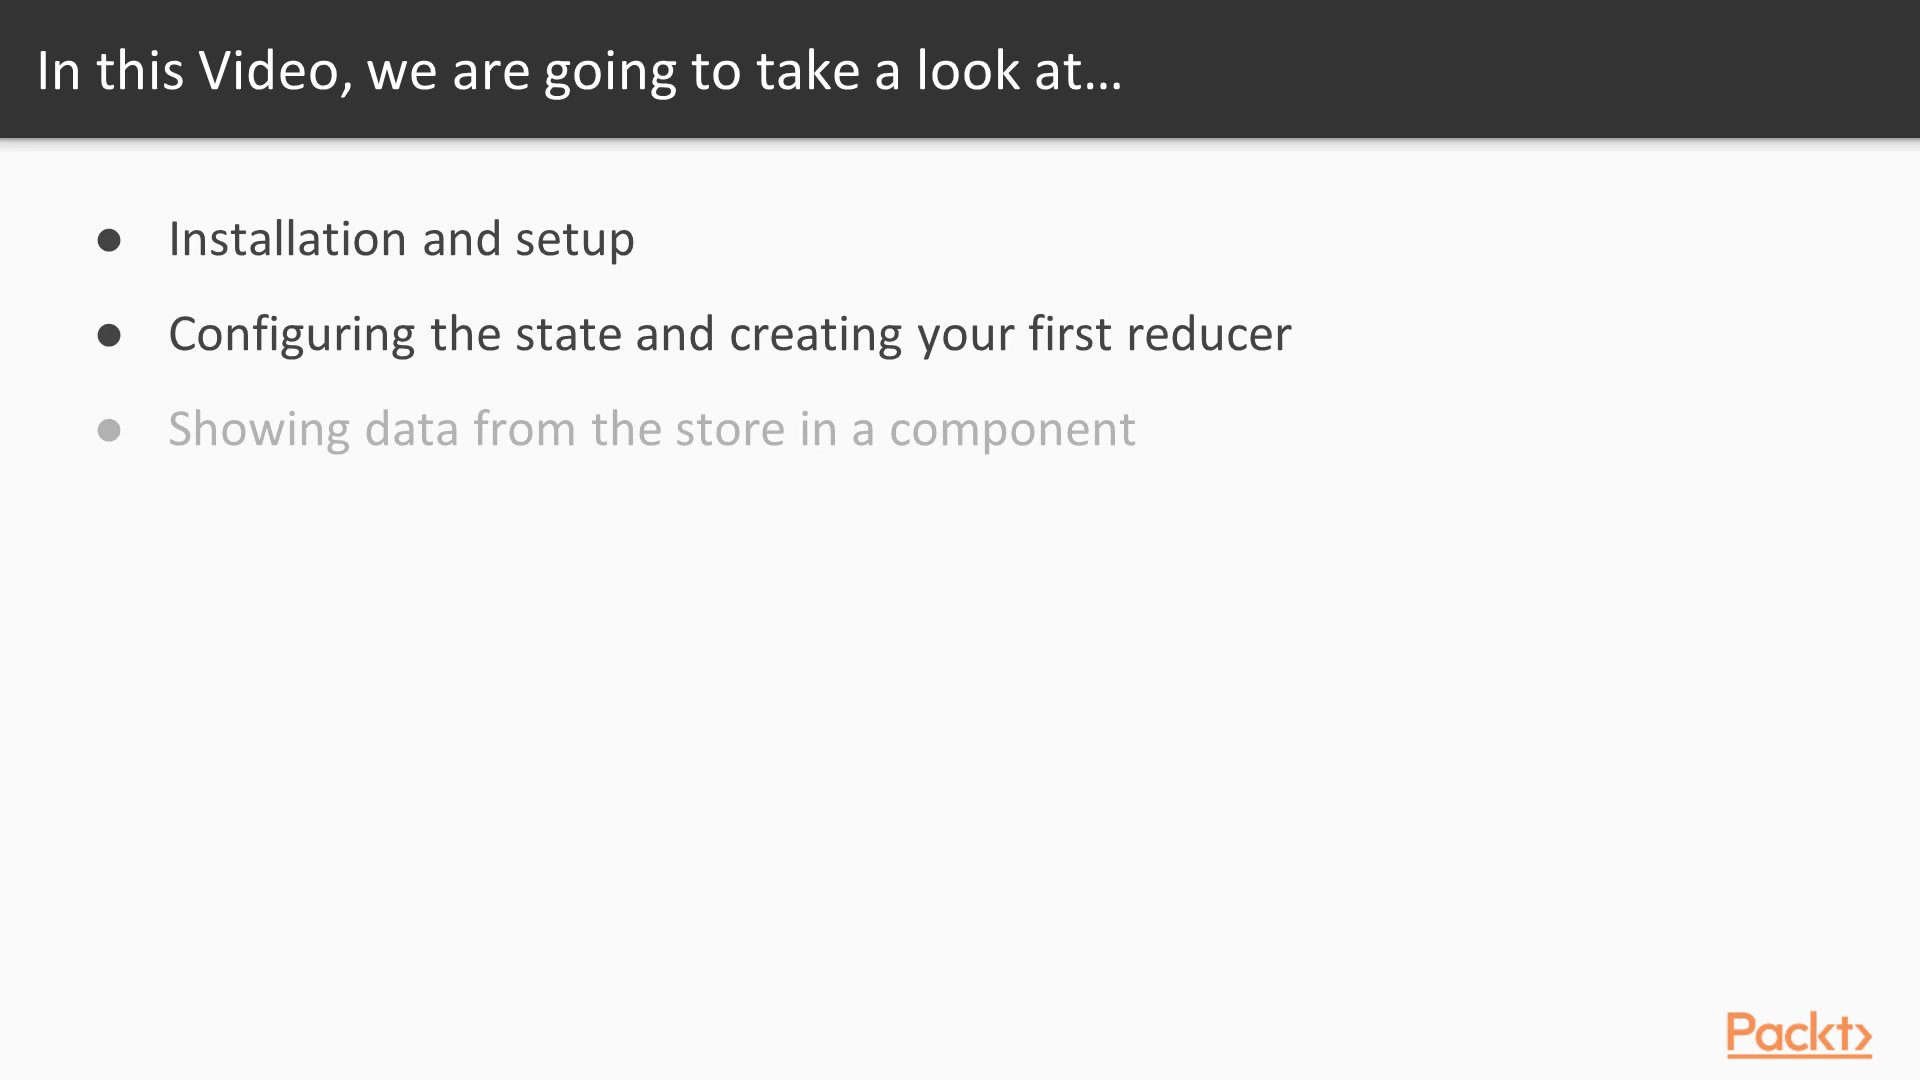 In this Video, we are going to take a look at...
● Installation and setup
● Configuring the state and creating your first reducer
● Showing data from the store in a component
Packt>